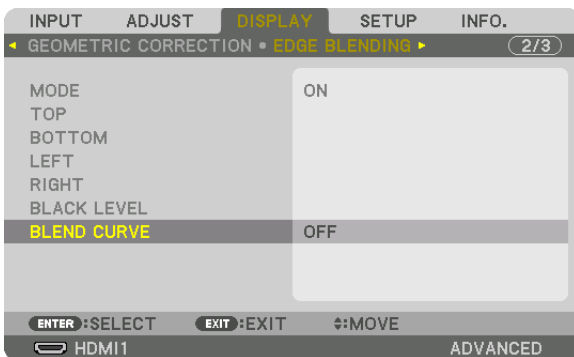 INPUT ADJUST DISPLAY SETUP INFO.
GEOMETRIC CORRECTION • EDGE BLENDING 2/3
MODE ON
TOP
BOTTOM
LEFT
RIGHT
BLACK LEVEL
BLEND CURVE OFF
ENTER :SELECT EXIT :EXIT :MOVE
HDMI1 ADVANCED